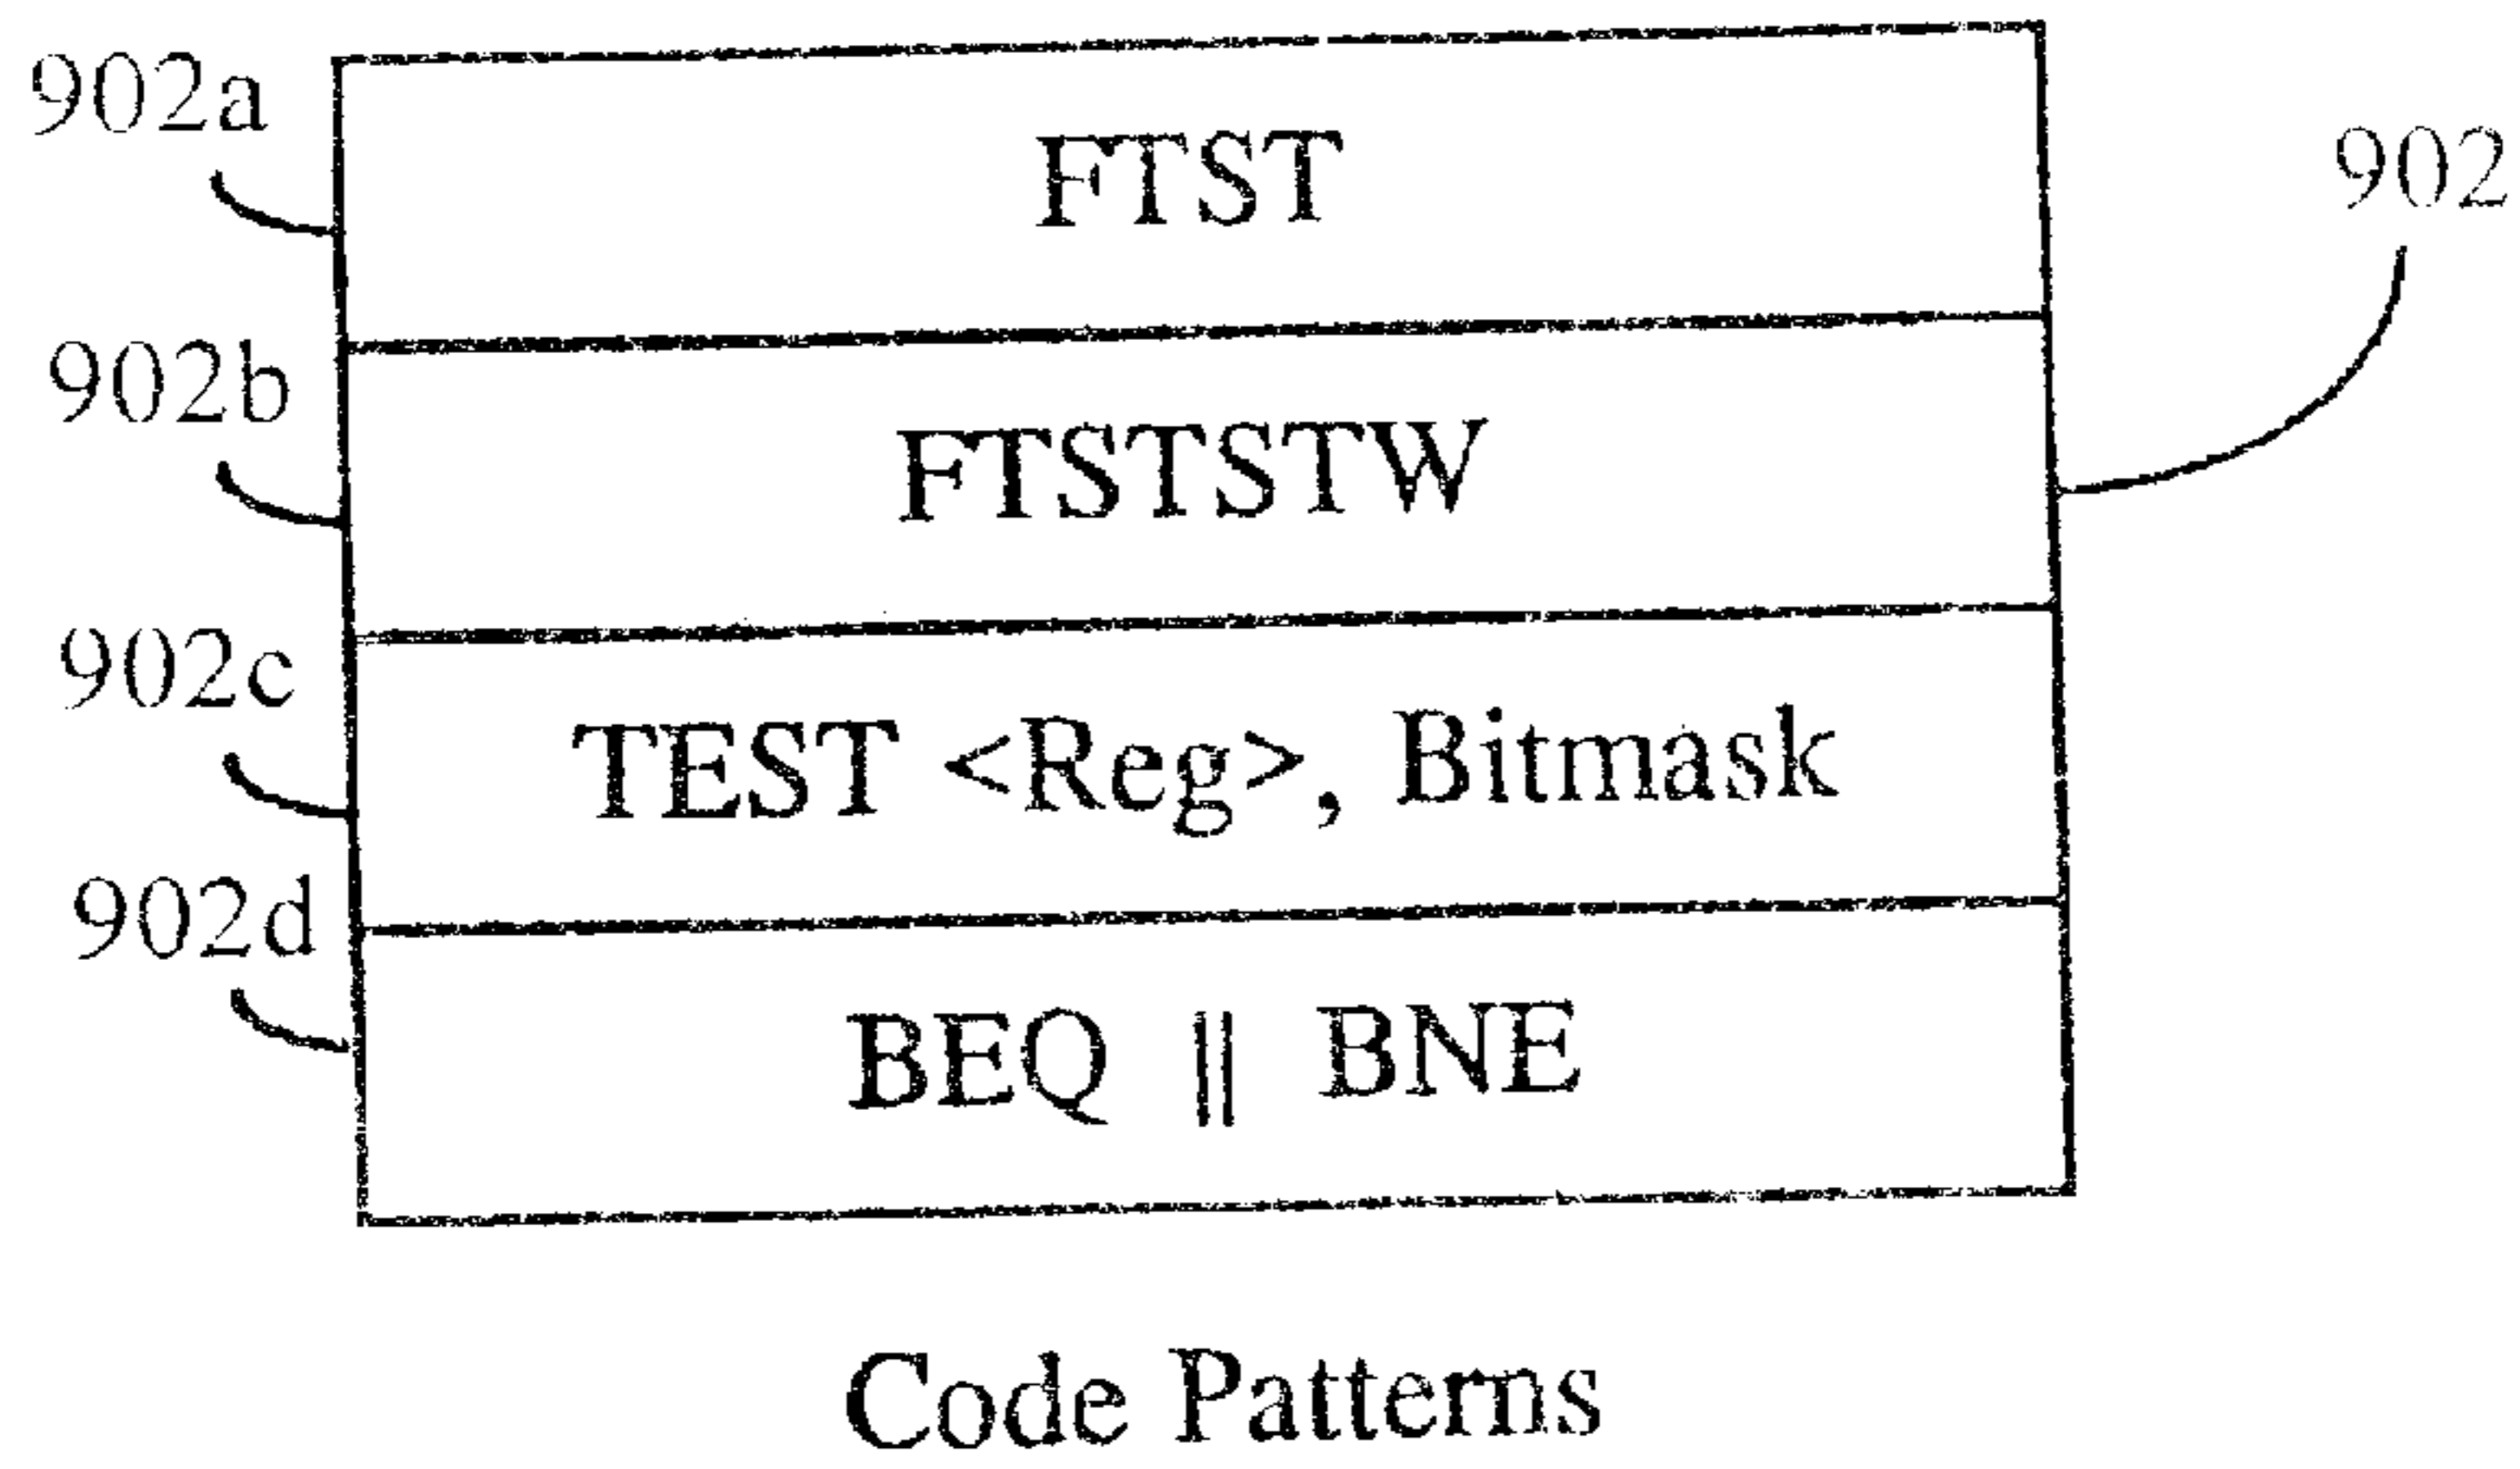 902a
FTST
902
902b
FTSTSTW
902c
TEST <Reg>, Bitmask
902d
BEQ || BNE
Code Patterns